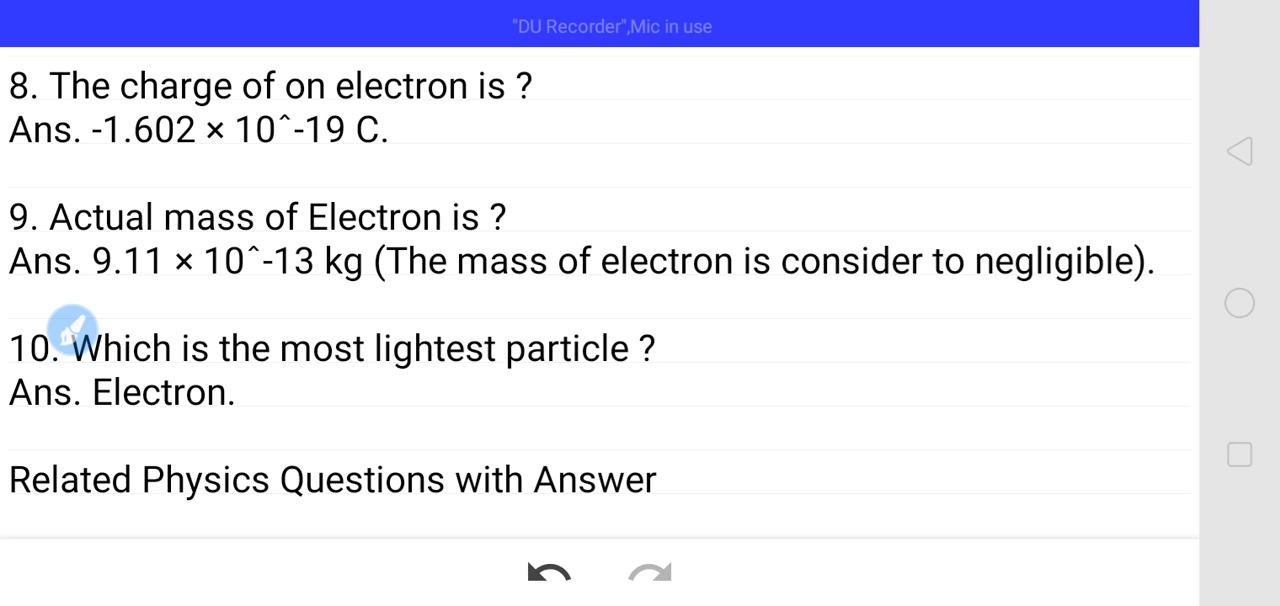 "DU Recorder",Mic in use
8. The charge of on electron is ?
Ans. -1.602 × 10^-19 C.
9. Actual mass of Electron is ?
Ans. 9.11 × 10^-13 kg (The mass of electron is consider to negligible).
10. Which is the most lightest particle ?
Ans. Electron.
Related Physics Questions with Answer